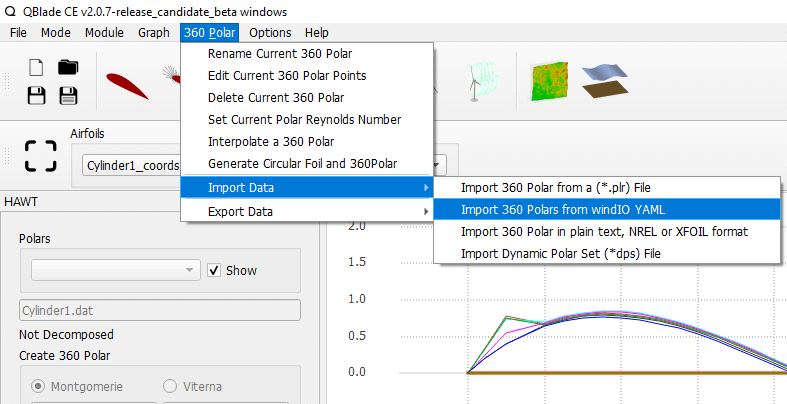 QBlade CE v2.0.7-release_candidate_beta windows
File Mode Module Graph 360 Polar Options Help
Rename Current 360 Polar
Edit Current 360 Polar Points
Delete Current 360 Polar
Set Current Polar Reynolds Number
Interpolate a 360 Polar
Generate Circular Foil and 360Polar
Import Data
Export Data
Import 360 Polar from a (*.plr) File
Import 360 Polars from windIO YAML
Import 360 Polar in plain text, NREL or XFOIL format
Import Dynamic Polar Set (*dps) File
Airfoils
Cylinder1_coords
HAWT
Polars
Show
Cylinder1.dat
Not Decomposed
Create 360 Polar
Montgomerie Viterna
2.0
1.5
1.0
0.5
0.0